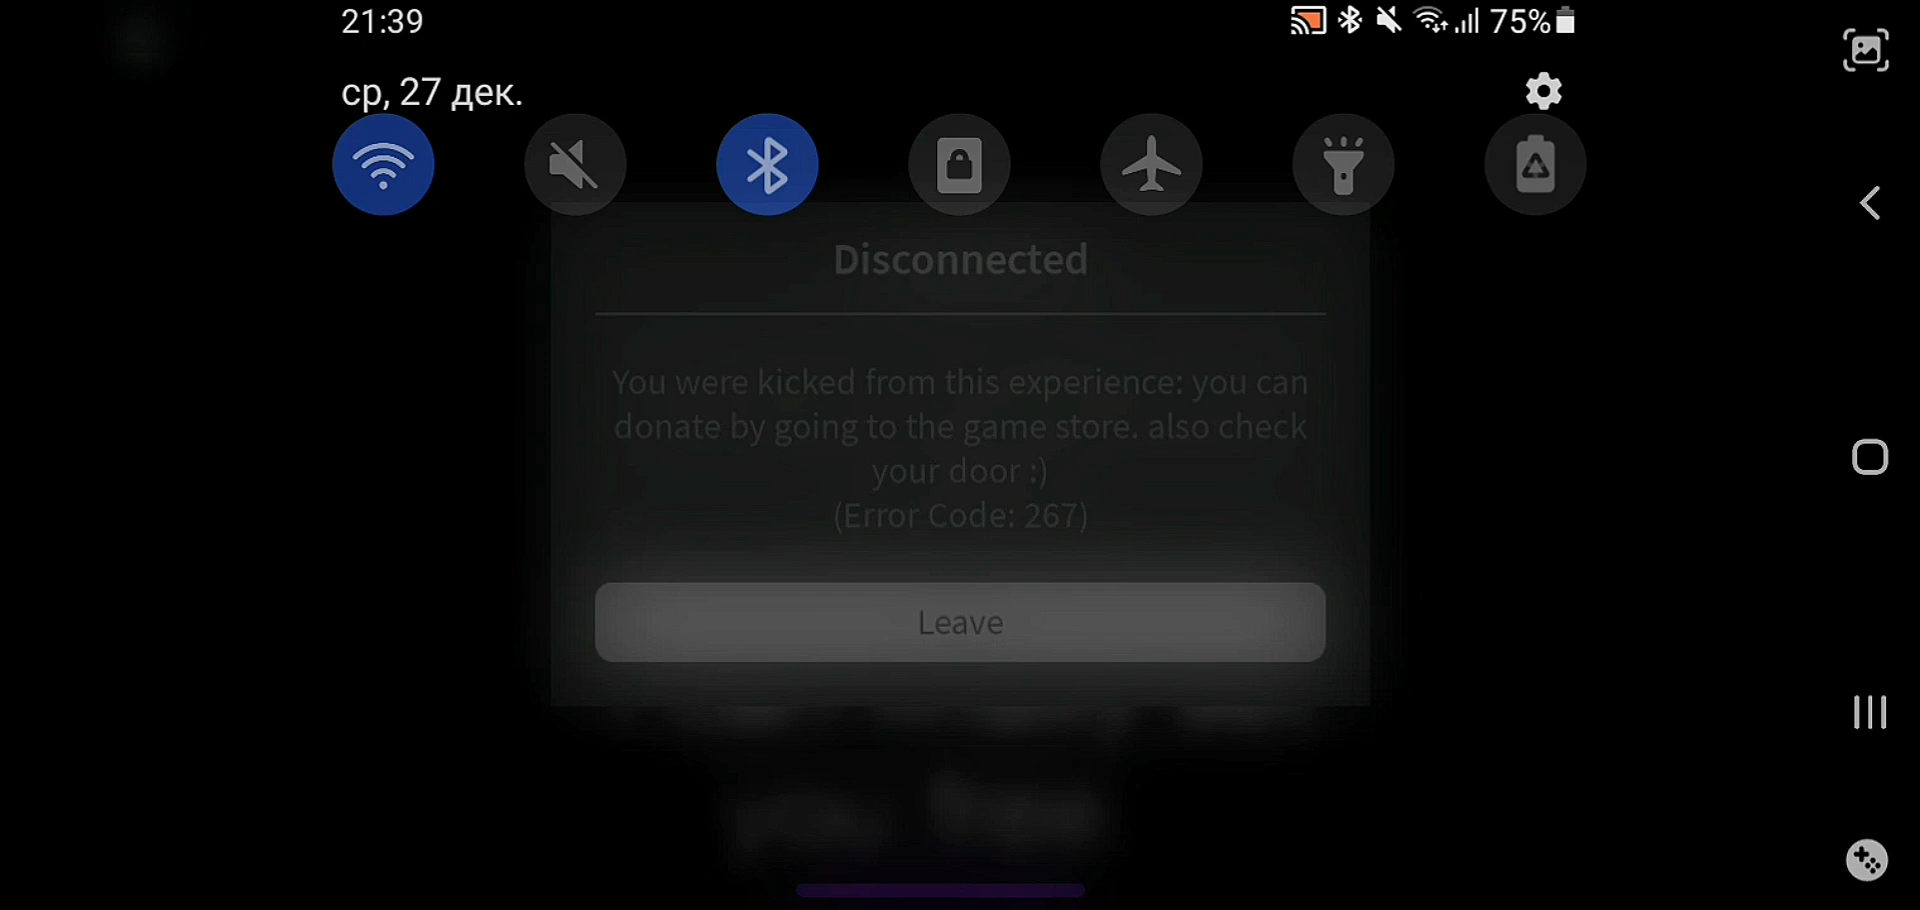 21:39
75%
ср, 27 дек.
Disconnected
You were kicked from this experience: you can
donate by going to the game store. also check
your door :)
(Error Code: 267)
Leave